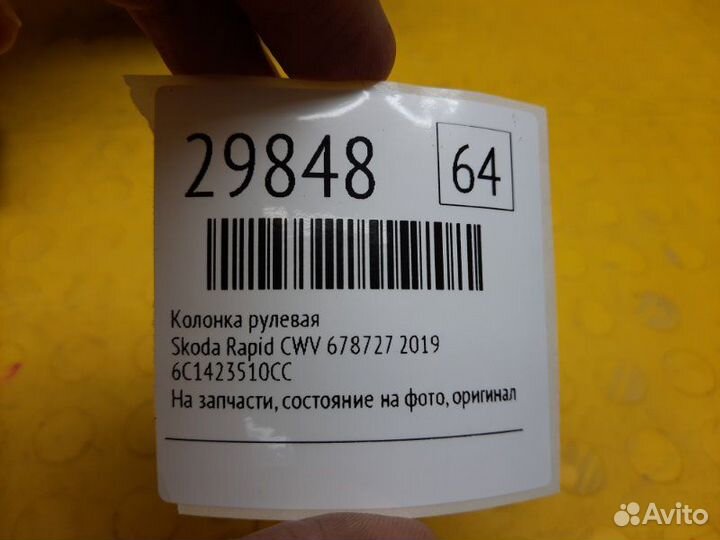 29848
64
Колонка рулевая
Skoda Rapid CWV 678727 2019
6C1423510CC
На запчасти, состояние на фото, оригинал
Avito